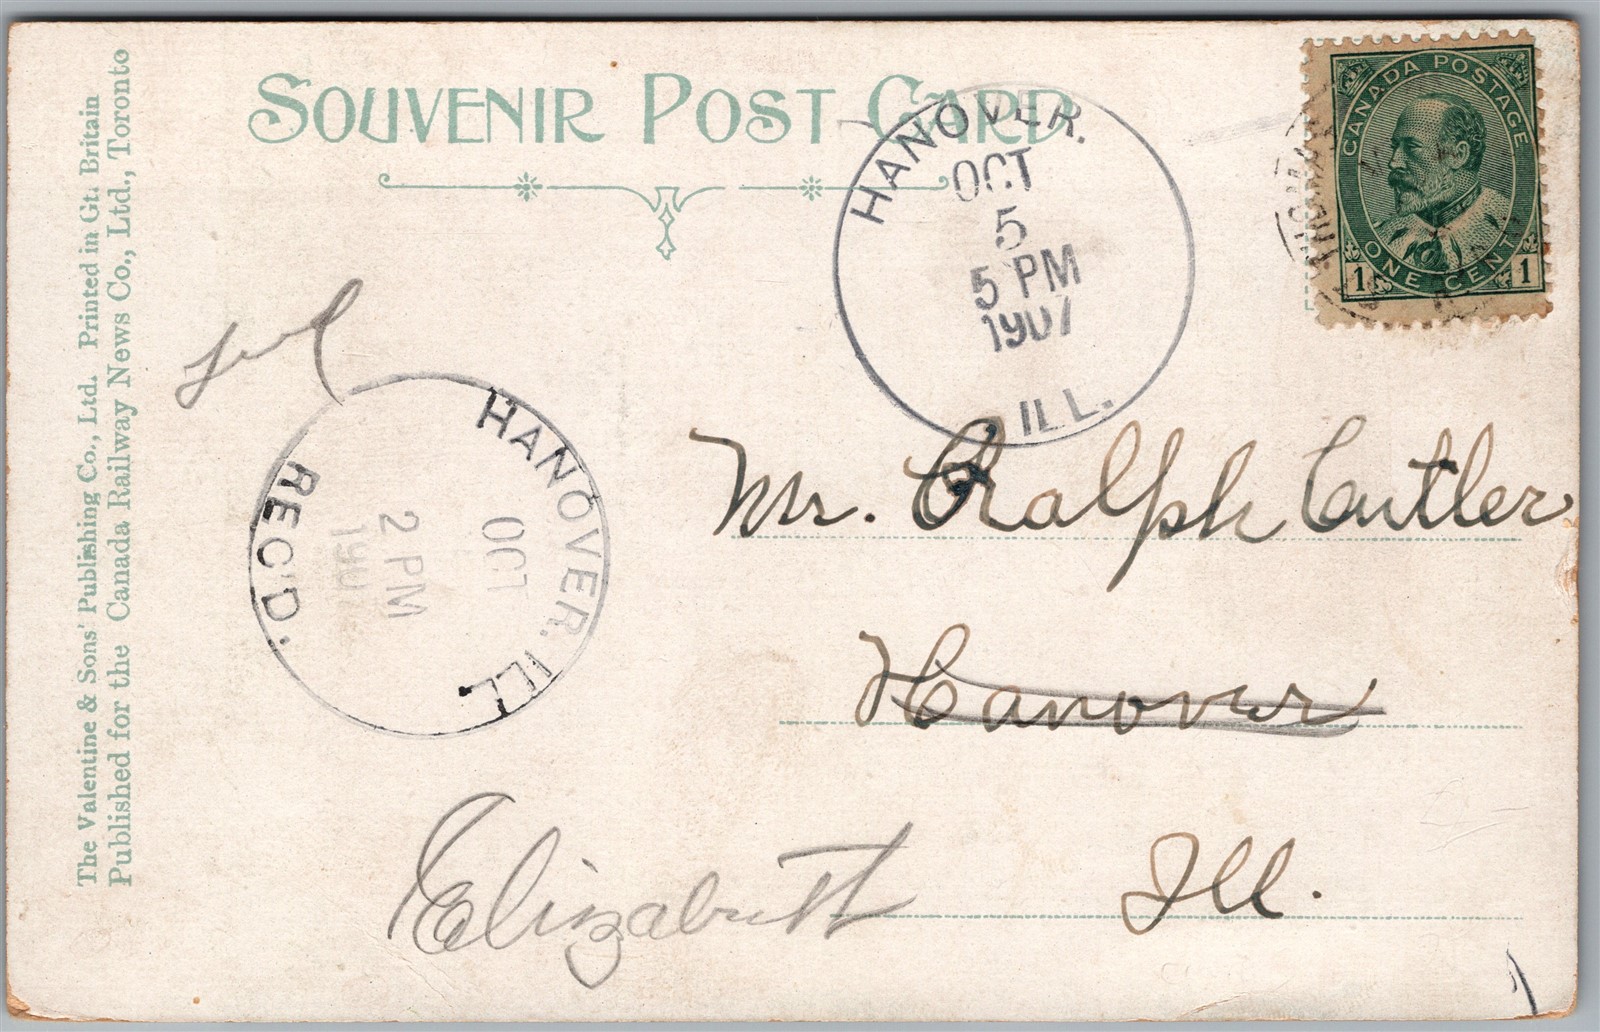 SOUVENIR POST CARD
The Valentine & Sons' Publishing Co., Ltd. Printed in Gt. Britain
Published for the Canada Railway News Co., Ltd., Toronto
HANOVER.
OCT
5
5 PM
1907
ILL.
CANADA POSTAGE
1 ONE CENT 1
HANOVER. ILL.
OCT
2 PM
1907
REC'D.
Mr. Ralph Cutler
Hanover
Ill.
Elizabeth